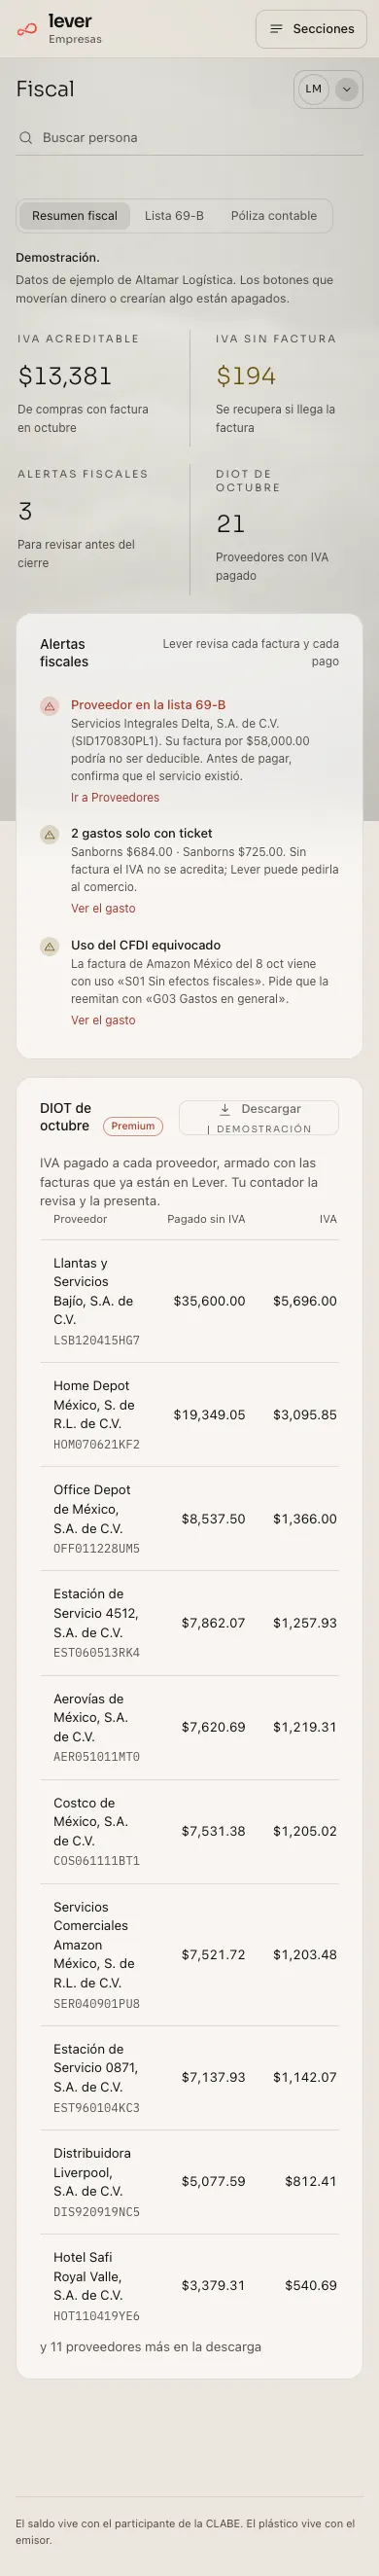 lever
Empresas
Secciones
Fiscal
LM
Buscar persona
Resumen fiscal
Lista 69-B
Póliza contable
Demostración.
Datos de ejemplo de Altamar Logística. Los botones que
moverían dinero o crearían algo están apagados.
IVA ACREDITABLE
$13,381
De compras con factura
en octubre
IVA SIN FACTURA
$194
Se recupera si llega la
factura
ALERTAS FISCALES
3
Para revisar antes del
cierre
DIOT DE
OCTUBRE
21
Proveedores con IVA
pagado
Alertas
fiscales
Lever revisa cada factura y cada
pago
Proveedor en la lista 69-B
Servicios Integrales Delta, S.A. de C.V.
(SID170830PL1). Su factura por $58,000.00
podría no ser deducible. Antes de pagar,
confirma que el servicio existió.
Ir a Proveedores
2 gastos solo con ticket
Sanborns $684.00 · Sanborns $725.00. Sin
factura el IVA no se acredita; Lever puede pedirla
al comercio.
Ver el gasto
Uso del CFDI equivocado
La factura de Amazon México del 8 oct viene
con uso «S01 Sin efectos fiscales». Pide que la
reemitan con «G03 Gastos en general».
Ver el gasto
DIOT de
octubre
Premium
Descargar
| DEMOSTRACIÓN
IVA pagado a cada proveedor, armado con las
facturas que ya están en Lever. Tu contador la
revisa y la presenta.
Proveedor Pagado sin IVA IVA
Llantas y
Servicios
Bajío, S.A. de
C.V.
LSB120415HG7
$35,600.00 $5,696.00
Home Depot
México, S. de
R.L. de C.V.
HOM070621KF2
$19,349.05 $3,095.85
Office Depot
de México,
S.A. de C.V.
OFF011228UM5
$8,537.50 $1,366.00
Estación de
Servicio 4512,
S.A. de C.V.
EST060513RK4
$7,862.07 $1,257.93
Aerovías de
México, S.A.
de C.V.
AER051011MT0
$7,620.69 $1,219.31
Costco de
México, S.A.
de C.V.
COS061111BT1
$7,531.38 $1,205.02
Servicios
Comerciales
Amazon
México, S. de
R.L. de C.V.
SER040901PU8
$7,521.72 $1,203.48
Estación de
Servicio 0871,
S.A. de C.V.
EST960104KC3
$7,137.93 $1,142.07
Distribuidora
Liverpool,
S.A. de C.V.
DIS920919NC5
$5,077.59 $812.41
Hotel Safi
Royal Valle,
S.A. de C.V.
HOT110419YE6
$3,379.31 $540.69
y 11 proveedores más en la descarga
El saldo vive con el participante de la CLABE. El plástico vive con el
emisor.